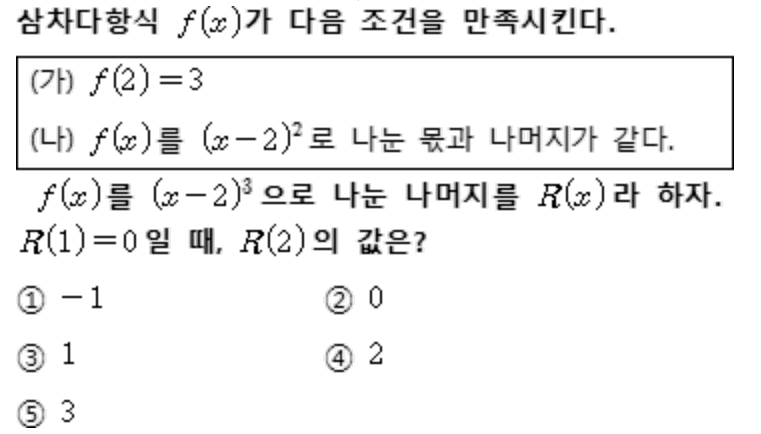 삼차다항식 f(x)가 다음 조건을 만족시킨다.
(가) f(2)=3
(나) f(x)를 (x-2)²로 나눈 몫과 나머지가 같다.
f(x)를 (x-2)³으로 나눈 나머지를 R(x)라 하자.
R(1)=0일 때, R(2)의 값은?
① -1 ② 0
③ 1 ④ 2
⑤ 3